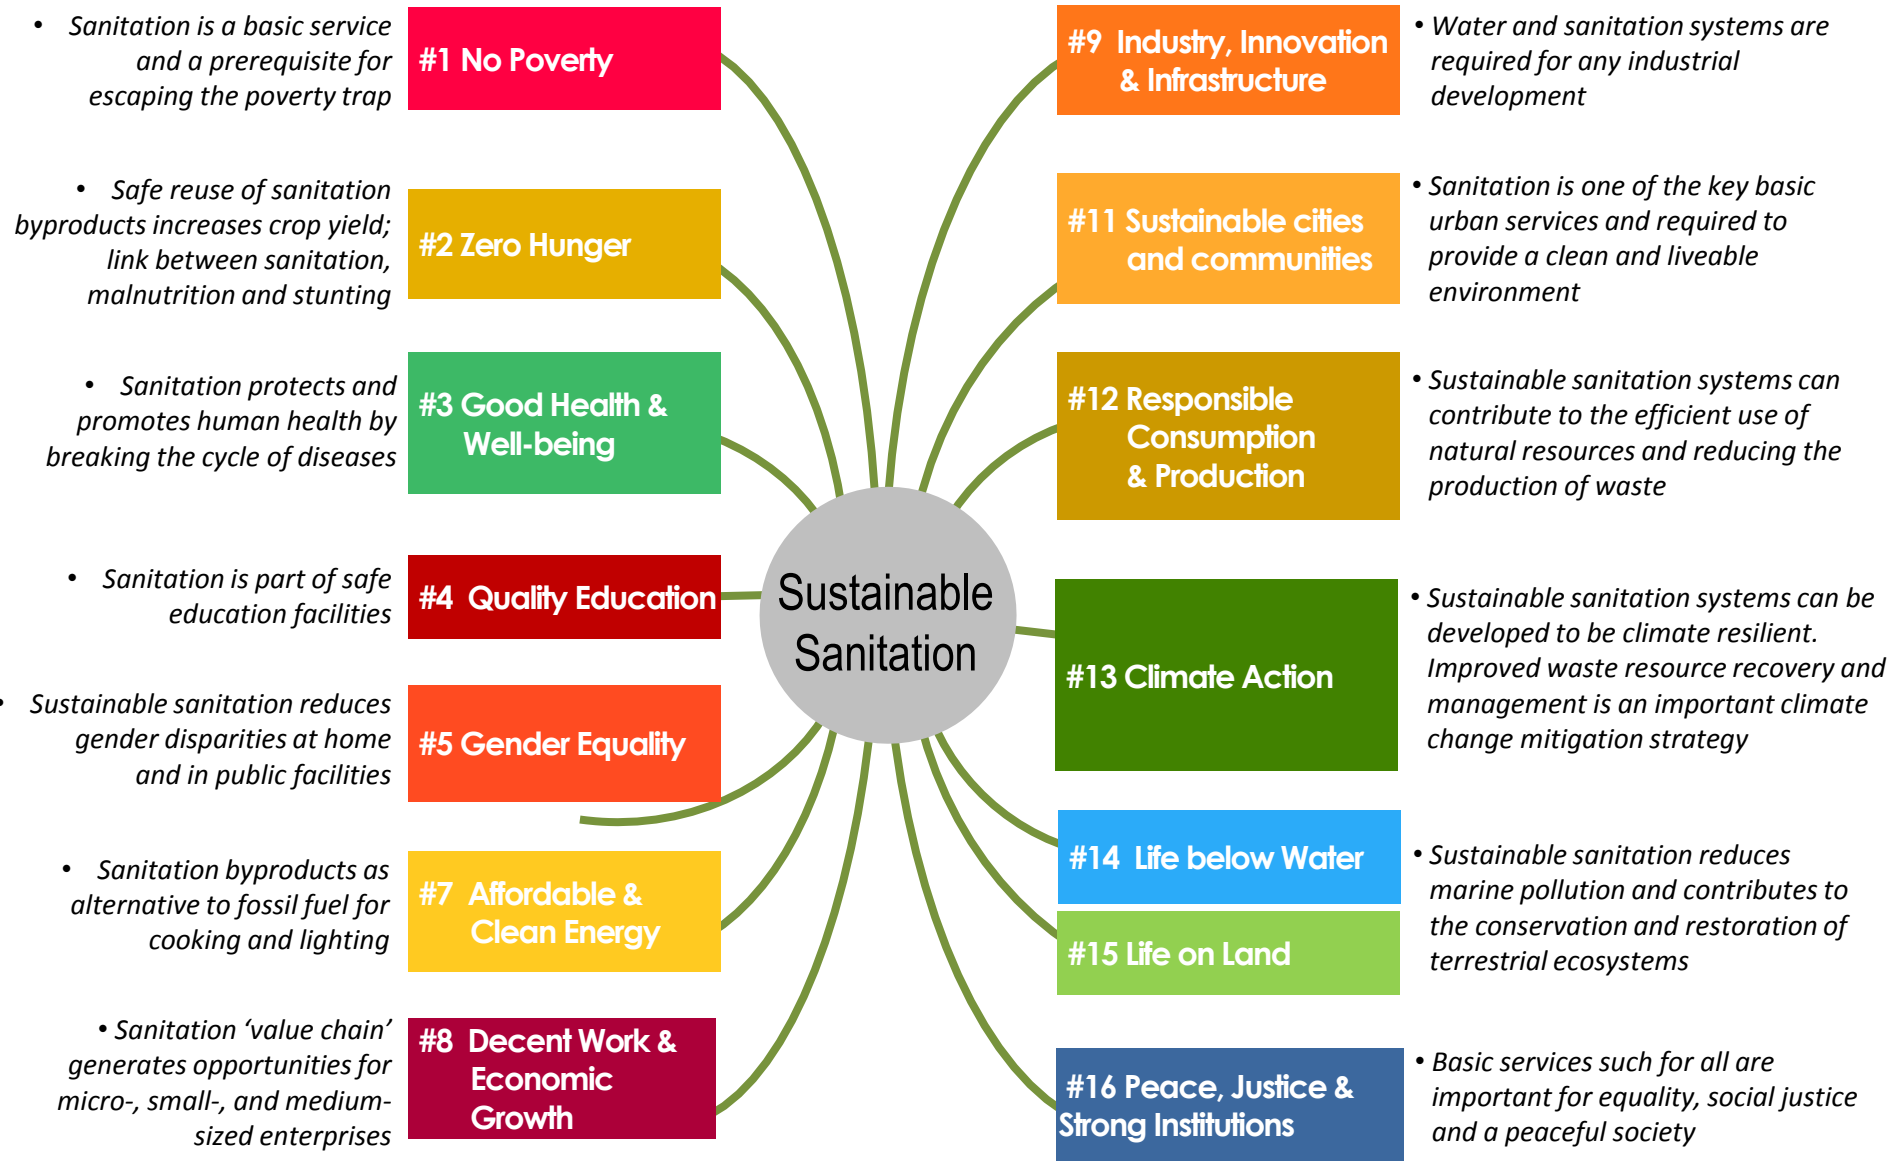 • Sanitation is a basic service
and a prerequisite for
escaping the poverty trap
#1 No Poverty
• Safe reuse of sanitation
byproducts increases crop yield;
link between sanitation,
malnutrition and stunting
#2 Zero Hunger
• Sanitation protects and
promotes human health by
breaking the cycle of diseases
#3 Good Health &
Well-being
• Sanitation is part of safe
education facilities
#4 Quality Education
• Sustainable sanitation reduces
gender disparities at home
and in public facilities
#5 Gender Equality
• Sanitation byproducts as
alternative to fossil fuel for
cooking and lighting
#7 Affordable &
Clean Energy
• Sanitation ‘value chain’
generates opportunities for
micro-, small-, and medium-
sized enterprises
#8 Decent Work &
Economic
Growth
Sustainable
Sanitation
#9 Industry, Innovation
& Infrastructure
• Water and sanitation systems are
required for any industrial
development
#11 Sustainable cities
and communities
• Sanitation is one of the key basic
urban services and required to
provide a clean and liveable
environment
#12 Responsible
Consumption
& Production
• Sustainable sanitation systems can
contribute to the efficient use of
natural resources and reducing the
production of waste
#13 Climate Action
• Sustainable sanitation systems can be
developed to be climate resilient.
Improved waste resource recovery and
management is an important climate
change mitigation strategy
#14 Life below Water
#15 Life on Land
• Sustainable sanitation reduces
marine pollution and contributes to
the conservation and restoration of
terrestrial ecosystems
#16 Peace, Justice &
Strong Institutions
• Basic services such for all are
important for equality, social justice
and a peaceful society